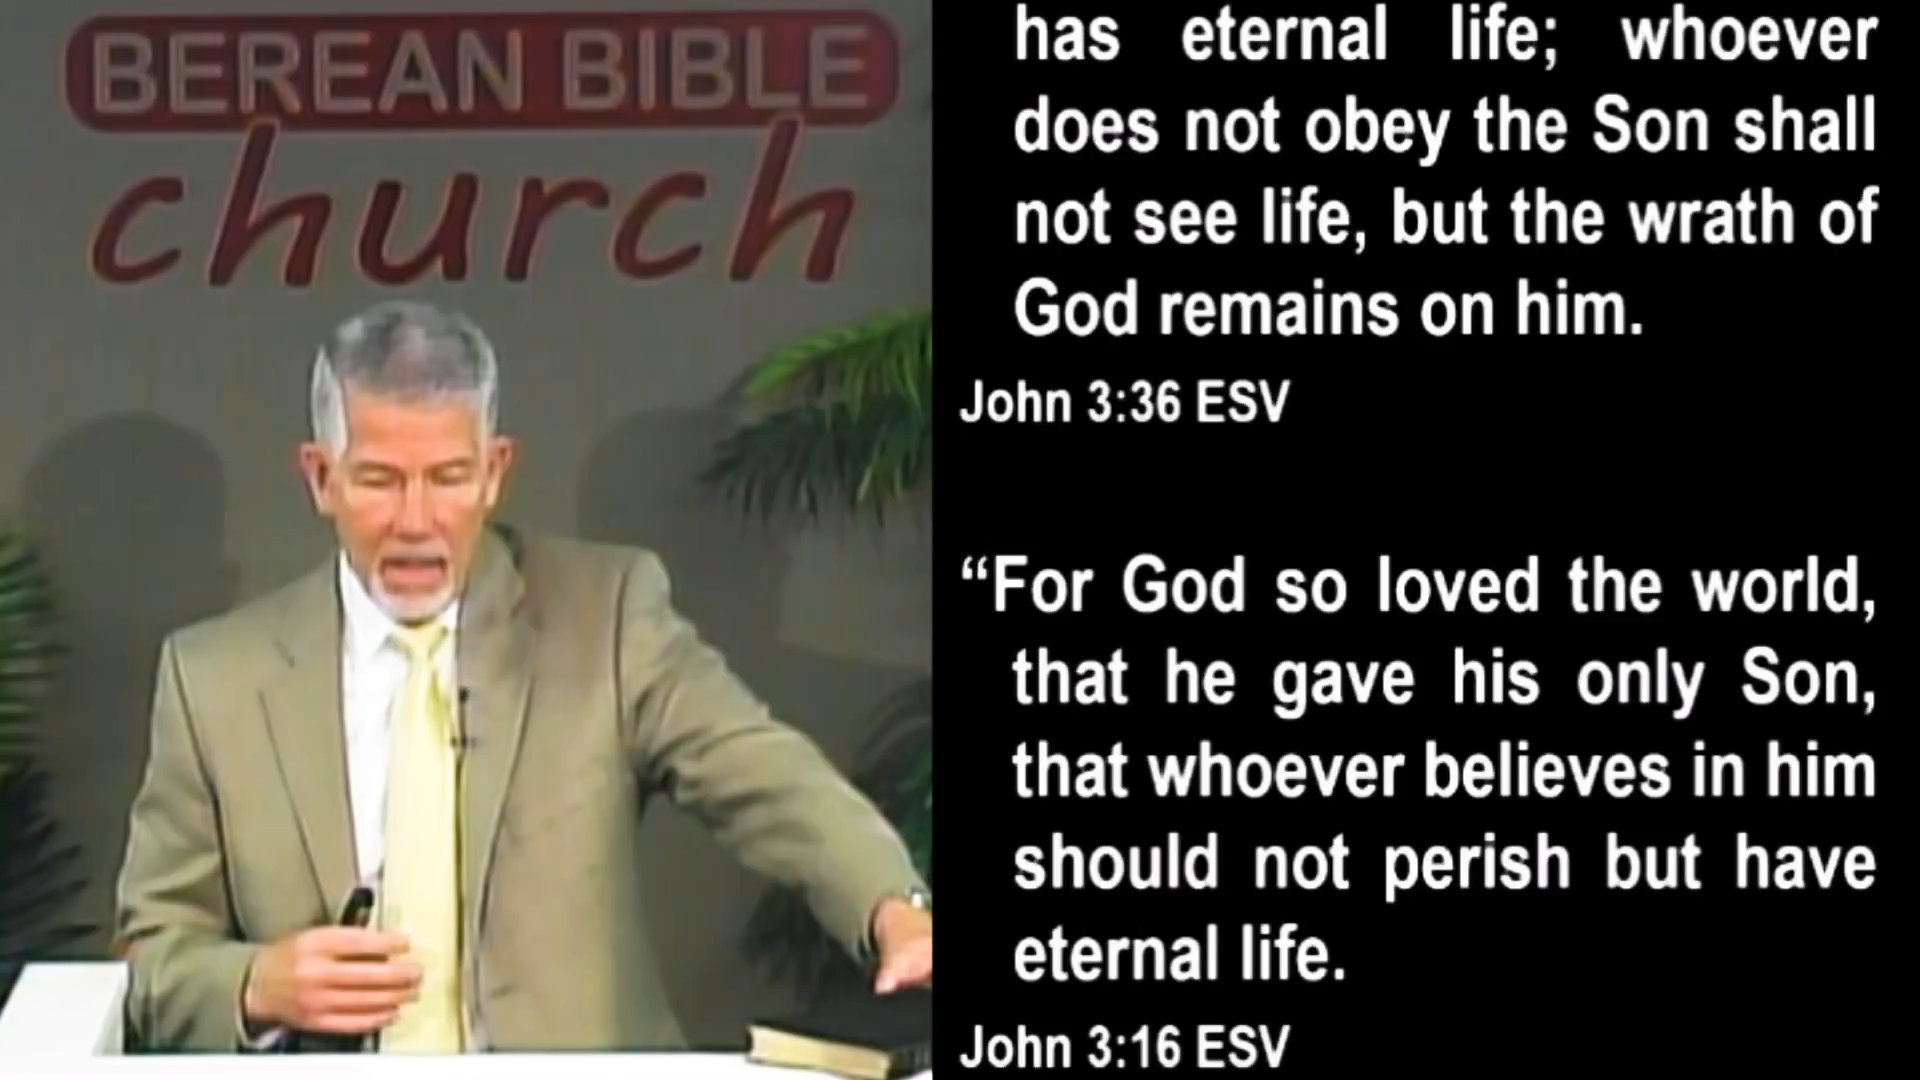 BEREAN BIBLE
church
has eternal life; whoever
does not obey the Son shall
not see life, but the wrath of
God remains on him.
John 3:36 ESV
“For God so loved the world,
that he gave his only Son,
that whoever believes in him
should not perish but have
eternal life.
John 3:16 ESV